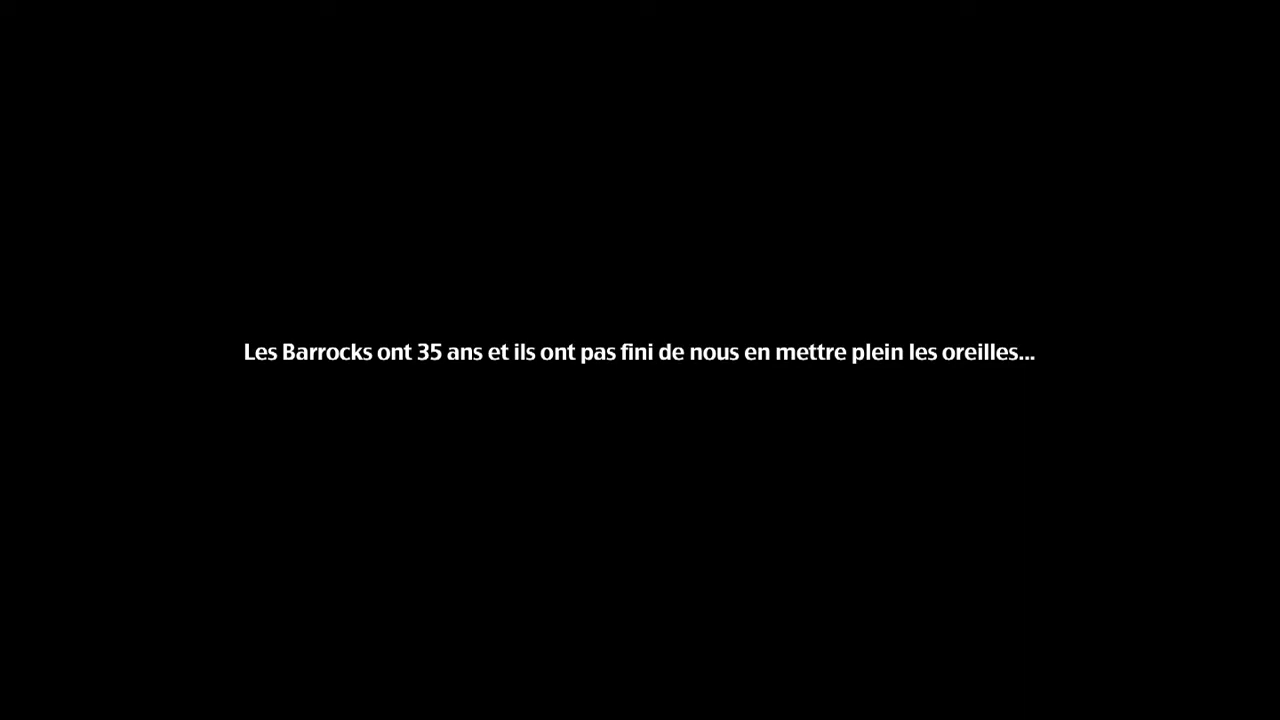 Les Barrocks ont 35 ans et ils ont pas fini de nous en mettre plein les oreilles...